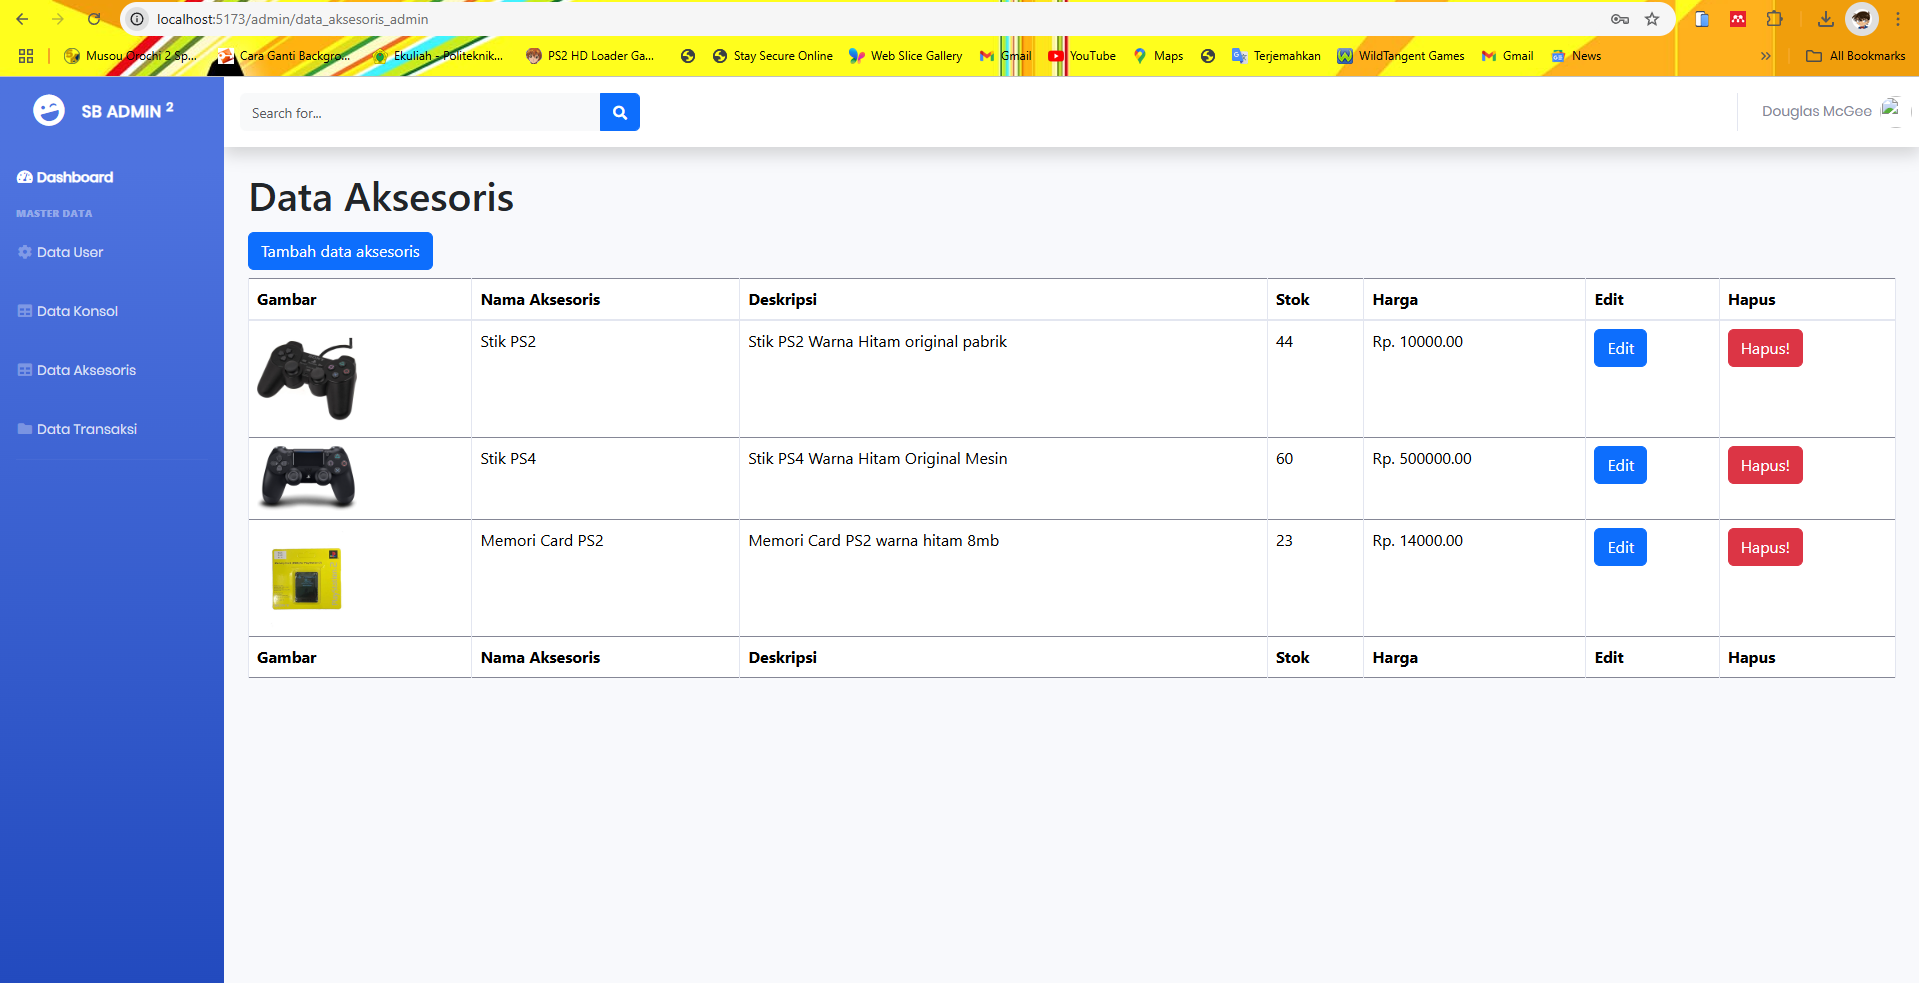 localhost:5173/admin/data_aksesoris_admin
Musou Orochi 2 Sp...
Cara Ganti Backgro...
Ekuliah - Politeknik...
PS2 HD Loader Ga...
Stay Secure Online
Web Slice Gallery
Gmail
YouTube
Maps
Terjemahkan
WildTangent Games
Gmail
News
All Bookmarks
SB ADMIN 2
Search for...
Douglas McGee
Dashboard
MASTER DATA
Data User
Data Konsol
Data Aksesoris
Data Transaksi
Data Aksesoris
Tambah data aksesoris
Gambar Nama Aksesoris Deskripsi Stok Harga Edit Hapus
Stik PS2 Stik PS2 Warna Hitam original pabrik 44 Rp. 10000.00 Edit Hapus!
Stik PS4 Stik PS4 Warna Hitam Original Mesin 60 Rp. 500000.00 Edit Hapus!
Memori Card PS2 Memori Card PS2 warna hitam 8mb 23 Rp. 14000.00 Edit Hapus!
Gambar Nama Aksesoris Deskripsi Stok Harga Edit Hapus